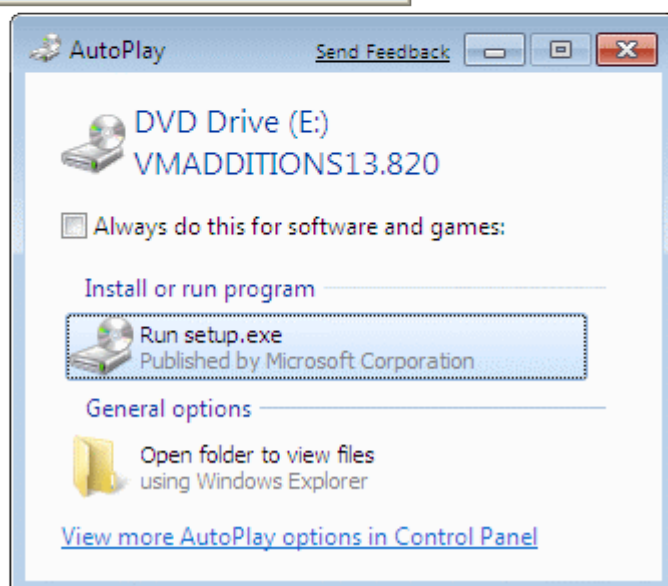 AutoPlay
Send Feedback
DVD Drive (E:)
VMADDITIONS13.820
Always do this for software and games:
Install or run program
Run setup.exe
Published by Microsoft Corporation
General options
Open folder to view files
using Windows Explorer
View more AutoPlay options in Control Panel